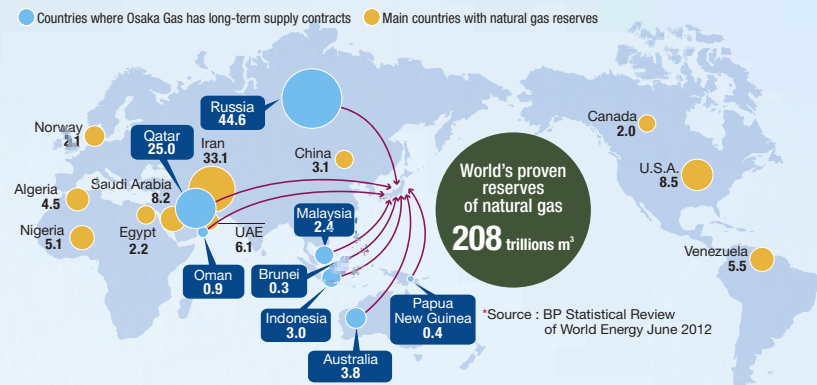 Countries where Osaka Gas has long-term supply contracts
Main countries with natural gas reserves
Russia
44.6
Norway
2.1
Qatar
25.0
Iran
33.1
China
3.1
Canada
2.0
U.S.A.
8.5
Algeria
4.5
Saudi Arabia
8.2
Nigeria
5.1
Egypt
2.2
UAE
6.1
Oman
0.9
Malaysia
2.4
Brunei
0.3
Indonesia
3.0
Australia
3.8
Papua
New Guinea
0.4
Venezuela
5.5
World's proven
reserves
of natural gas
208 trillions m³
*Source : BP Statistical Review
of World Energy June 2012